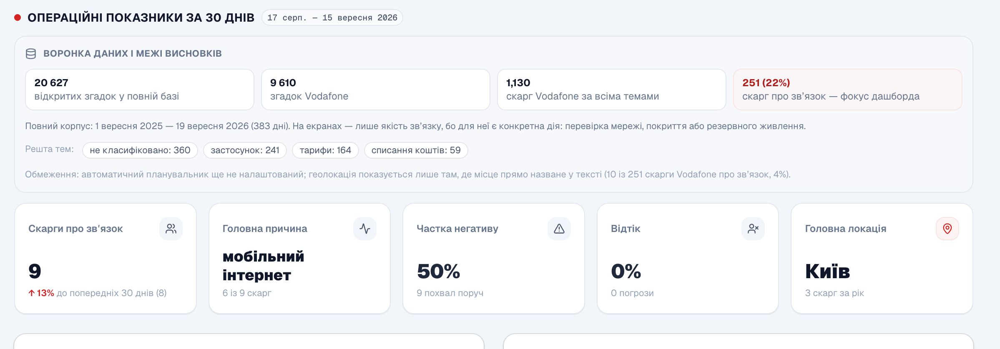 ОПЕРАЦІЙНІ ПОКАЗНИКИ ЗА 30 ДНІВ
17 серп. — 15 вересня 2026
ВОРОНКА ДАНИХ І МЕЖІ ВИСНОВКІВ
20 627
відкритих згадок у повній базі
9 610
згадок Vodafone
1,130
скарг Vodafone за всіма темами
251 (22%)
скарг про зв’язок — фокус дашборда
Повний корпус: 1 вересня 2025 — 19 вересня 2026 (383 дні). На екранах — лише якість зв’язку, бо для неї є конкретна дія: перевірка мережі, покриття або резервного живлення.
Решта тем:
не класифіковано: 360
застосунок: 241
тарифи: 164
списання коштів: 59
Обмеження: автоматичний планувальник ще не налаштований; геолокація показується лише там, де місце прямо назване у тексті (10 із 251 скарги Vodafone про зв’язок, 4%).
Скарги про зв'язок
9
↑ 13% до попередніх 30 днів (8)
Головна причина
мобільний
інтернет
6 із 9 скарг
Частка негативу
50%
9 похвал поруч
Відтік
0%
0 погрози
Головна локація
Київ
3 скарг за рік